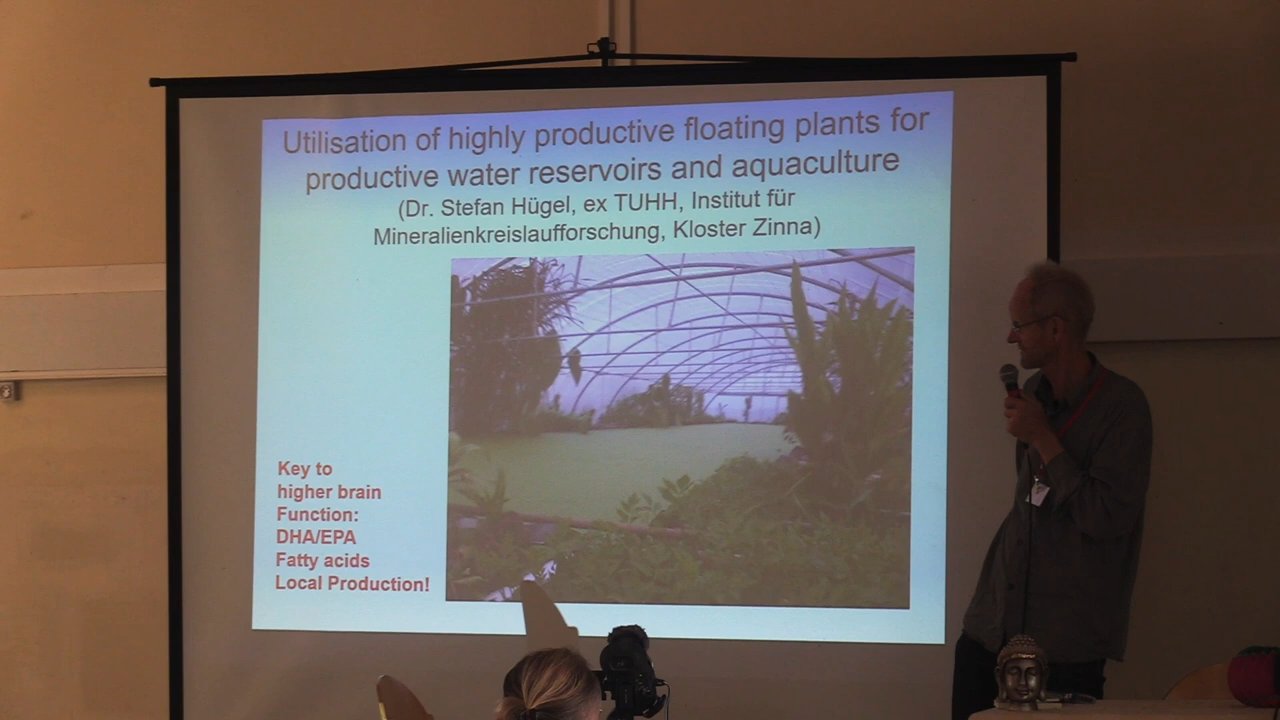 Utilisation of highly productive floating plants for
productive water reservoirs and aquaculture
(Dr. Stefan Hügel, ex TUHH, Institut für
Mineralienkreislaufforschung, Kloster Zinna)
Key to
higher brain
Function:
DHA/EPA
Fatty acids
Local Production!